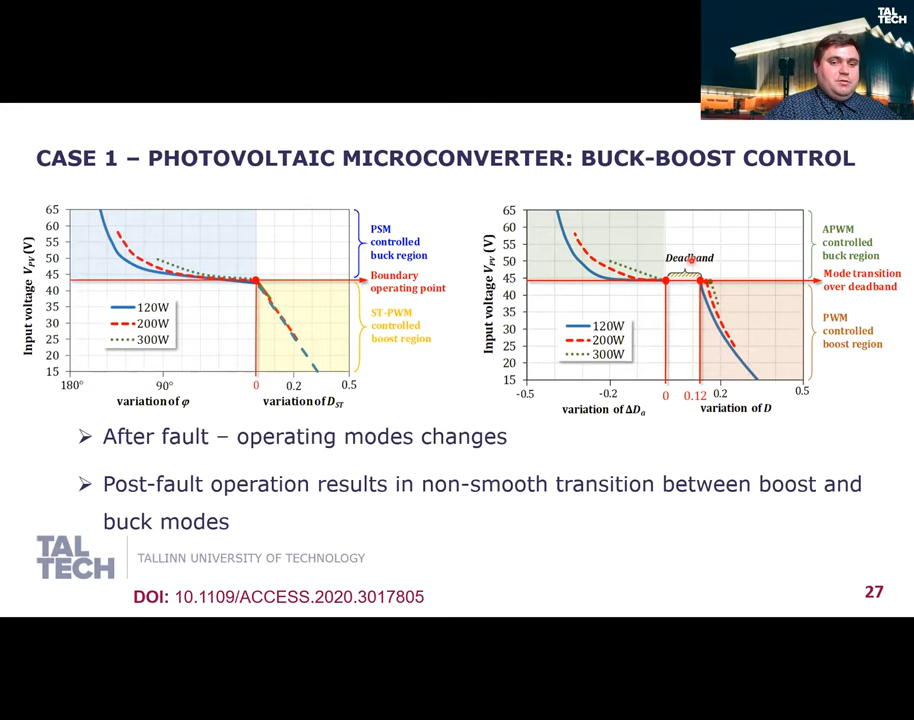 TAL
TECH
CASE 1 – PHOTOVOLTAIC MICROCONVERTER: BUCK-BOOST CONTROL
Input voltage VPV (V)
65
60
55
50
45
40
35
30
25
20
15
120W
200W
300W
180°
90°
0
0.2
0.5
variation of φ
variation of DST
PSM
controlled
buck region
Boundary
operating point
ST-PWM
controlled
boost region
Input voltage VPV (V)
65
60
55
50
45
40
35
30
25
20
15
Deadband
120W
200W
300W
-0.5
-0.2
0
0.12
0.2
0.5
variation of ΔDa
variation of D
APWM
controlled
buck region
Mode transition
over deadband
PWM
controlled
boost region
➢ After fault – operating modes changes
➢ Post-fault operation results in non-smooth transition between boost and
buck modes
TAL
TECH
TALLINN UNIVERSITY OF TECHNOLOGY
DOI: 10.1109/ACCESS.2020.3017805
27